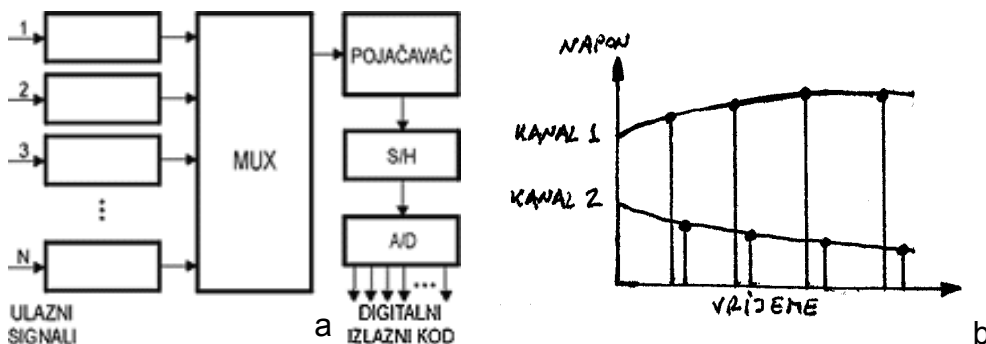 1
2
3
N
ULAZNI
SIGNALI
MUX
POJAČAVAČ
S/H
A/D
DIGITALNI
IZLAZNI KOD
a
NAPON
KANAL 1
KANAL 2
VRIJEME
b